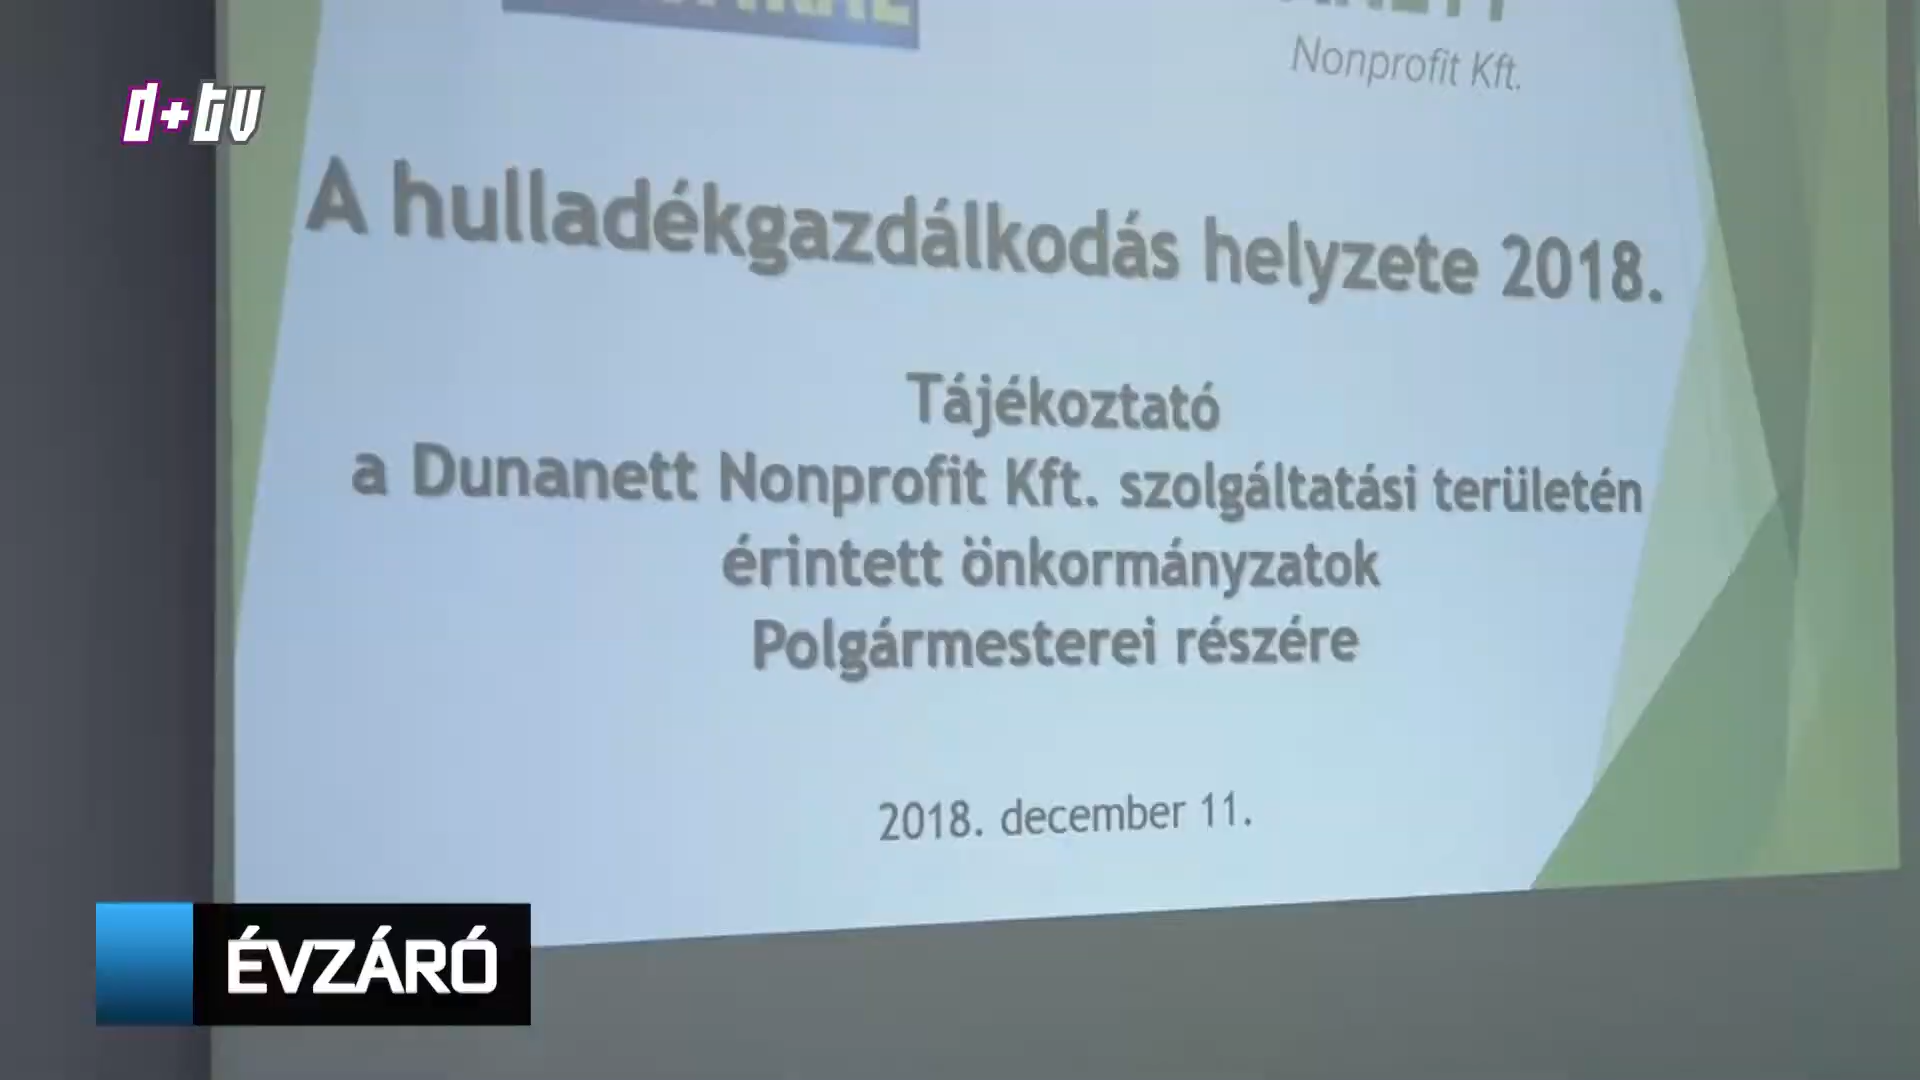 Nonprofit Kft.
d+tv
A hulladékgazdálkodás helyzete 2018.
Tájékoztató
a Dunanett Nonprofit Kft. szolgáltatási területén
érintett önkormányzatok
Polgármesterei részére
2018. december 11.
ÉVZÁRÓ